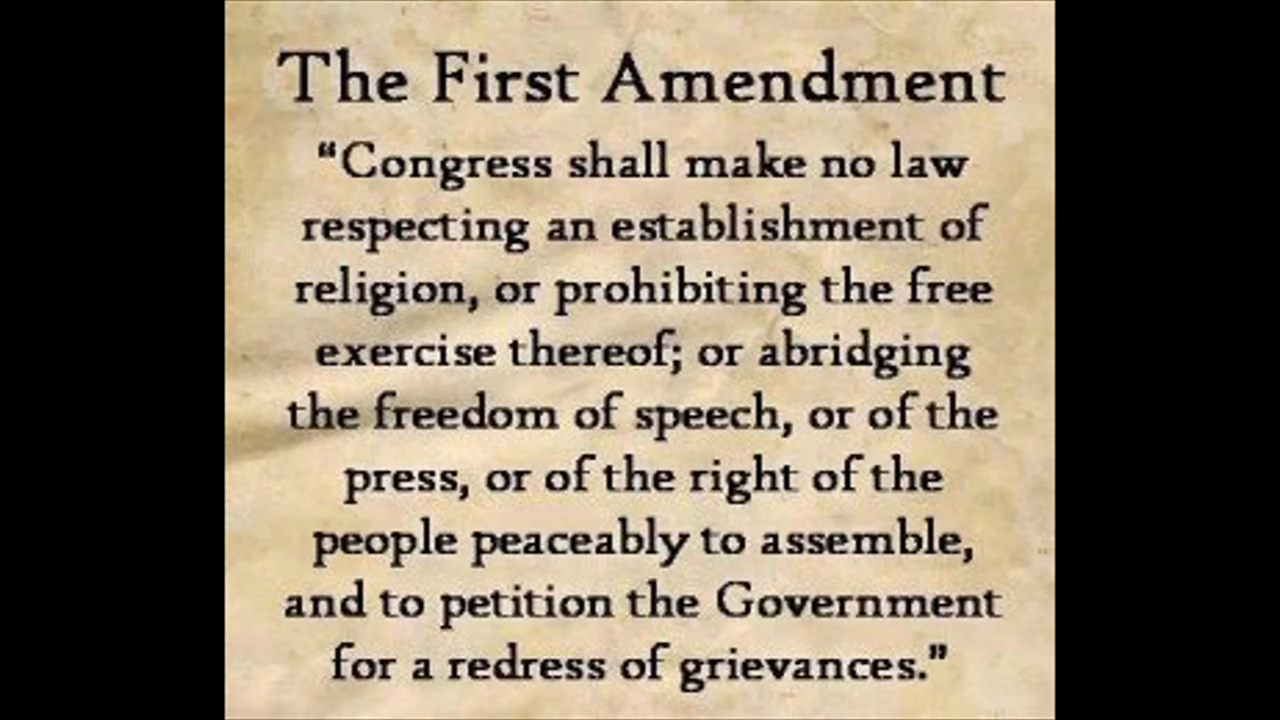 The First Amendment
“Congress shall make no law
respecting an establishment of
religion, or prohibiting the free
exercise thereof; or abridging
the freedom of speech, or of the
press, or of the right of the
people peaceably to assemble,
and to petition the Government
for a redress of grievances.”